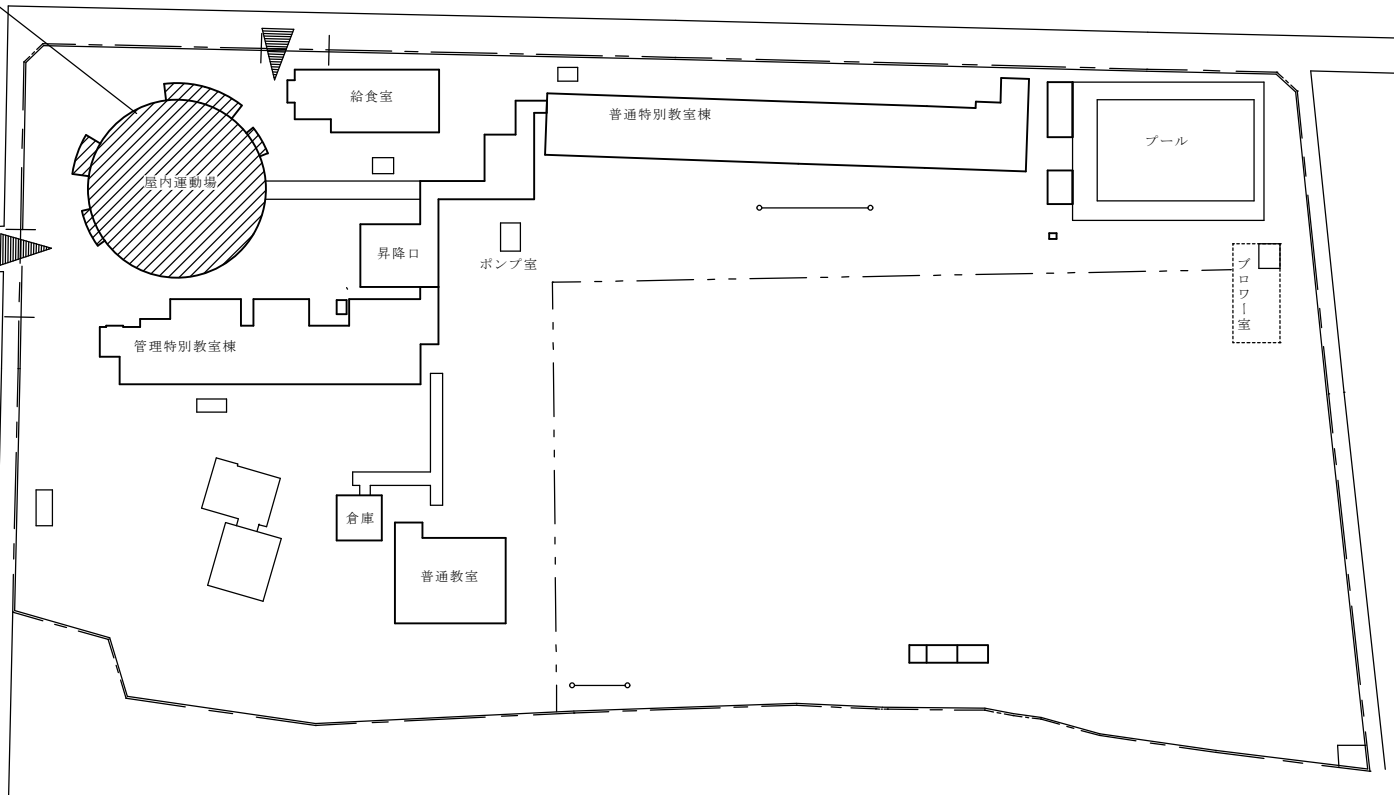 給食室
普通特別教室棟
プール
屋内運動場
昇降口
ポンプ室
ブロワー室
管理特別教室棟
倉庫
普通教室